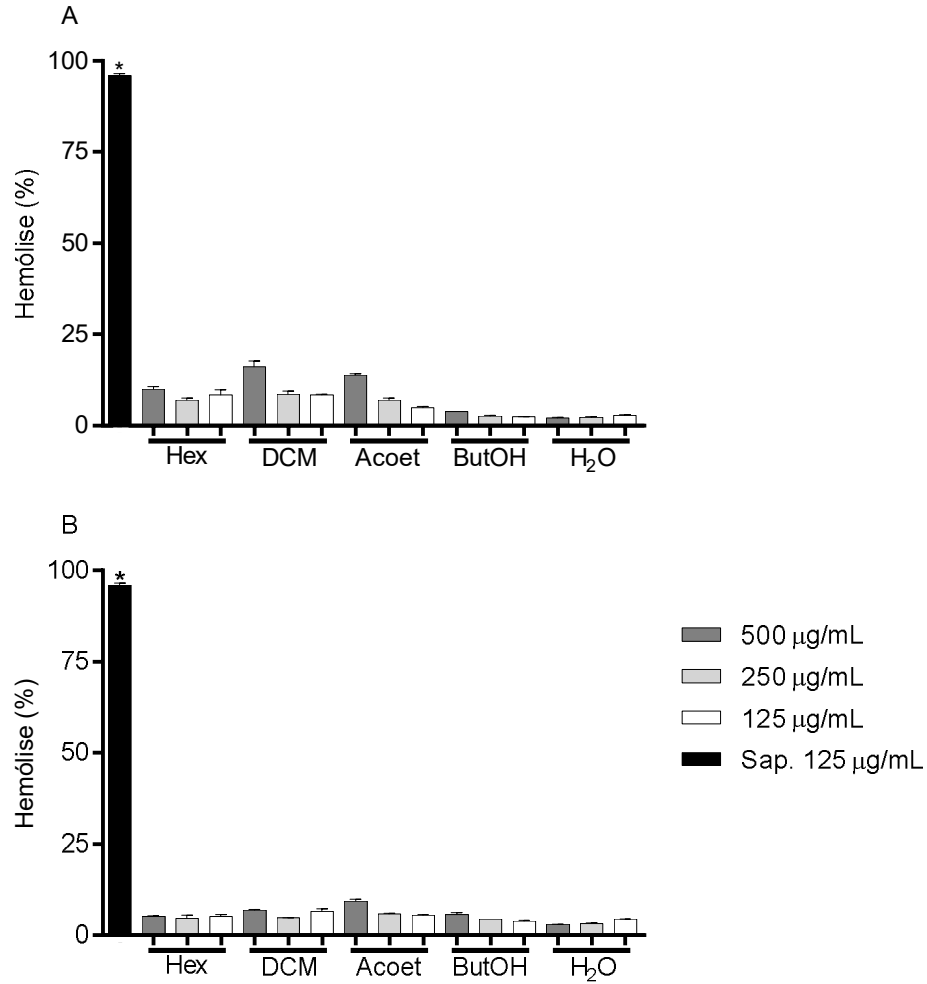 A
100
*
75
50
25
0
Hemólise (%)
Hex DCM Acoet ButOH H₂O
B
100
*
75
50
25
0
Hemólise (%)
Hex DCM Acoet ButOH H₂O
500 μg/mL
250 μg/mL
125 μg/mL
Sap. 125 μg/mL